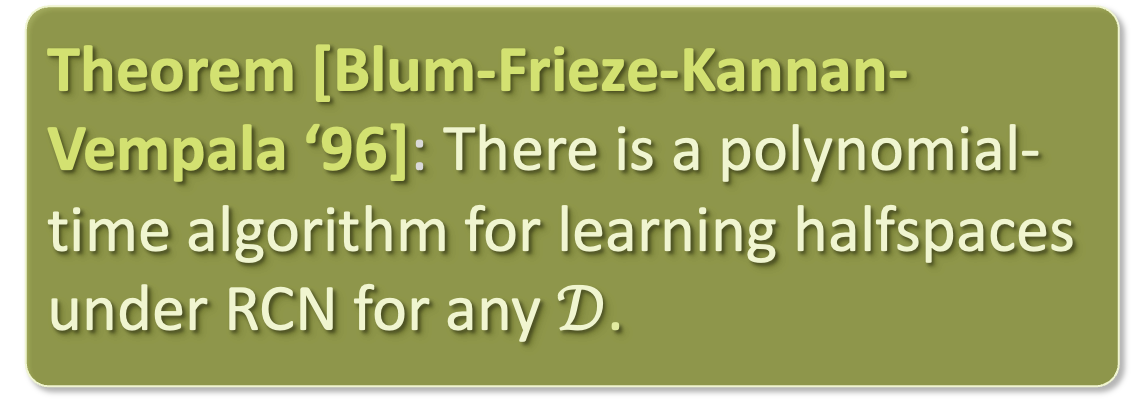 Theorem [Blum-Frieze-Kannan-
Vempala ‘96]: There is a polynomial-
time algorithm for learning halfspaces
under RCN for any 𝒟.